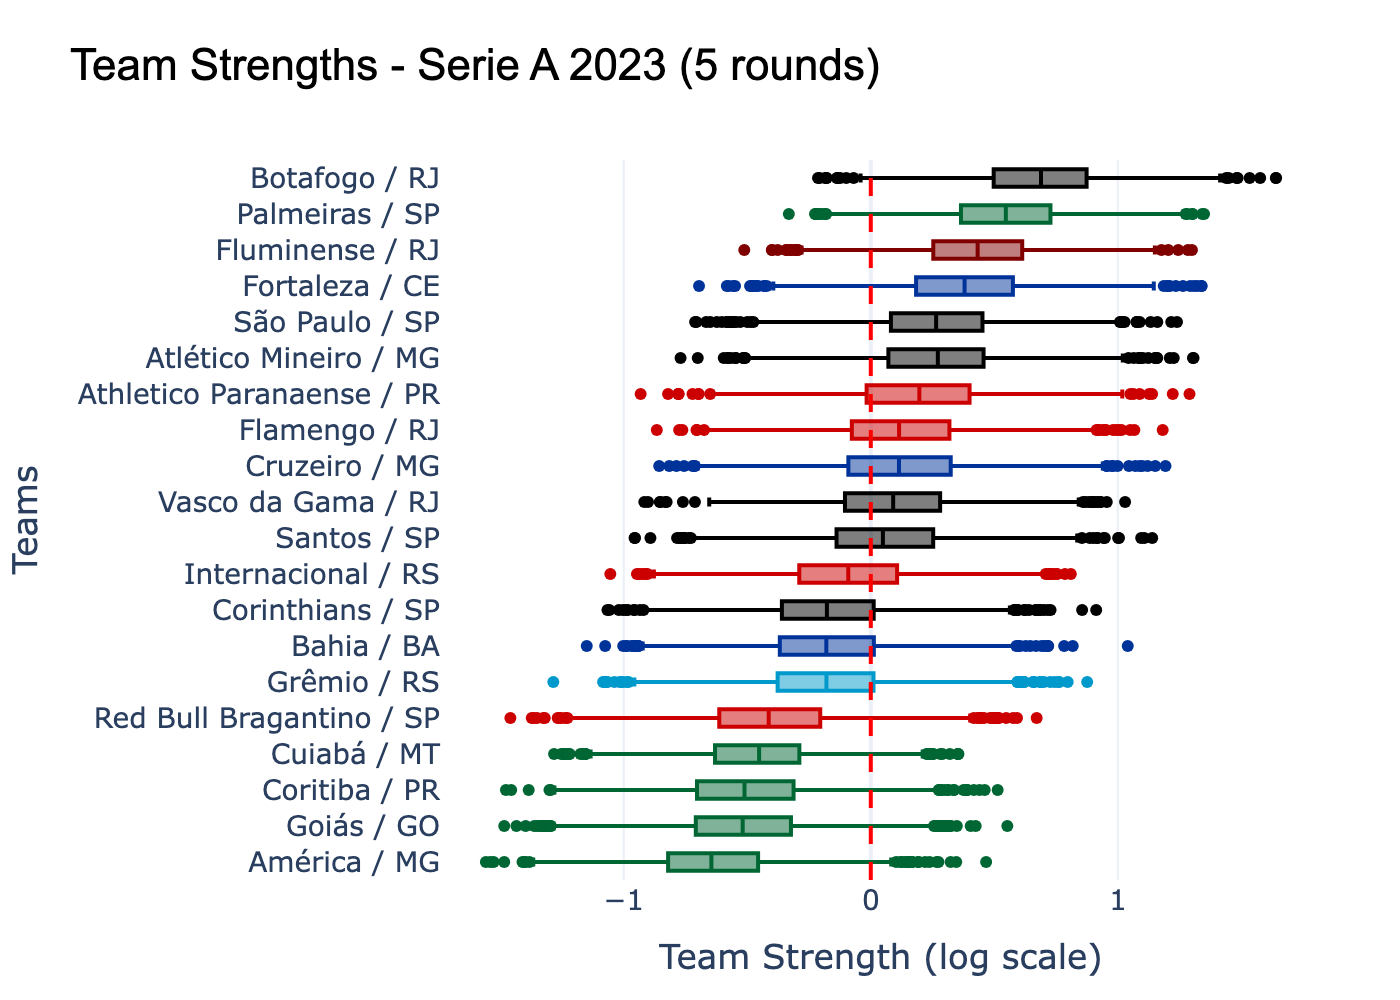 Team Strengths - Serie A 2023 (5 rounds)
Teams
Botafogo / RJ
Palmeiras / SP
Fluminense / RJ
Fortaleza / CE
São Paulo / SP
Atlético Mineiro / MG
Athletico Paranaense / PR
Flamengo / RJ
Cruzeiro / MG
Vasco da Gama / RJ
Santos / SP
Internacional / RS
Corinthians / SP
Bahia / BA
Grêmio / RS
Red Bull Bragantino / SP
Cuiabá / MT
Coritiba / PR
Goiás / GO
América / MG
−1 0 1
Team Strength (log scale)